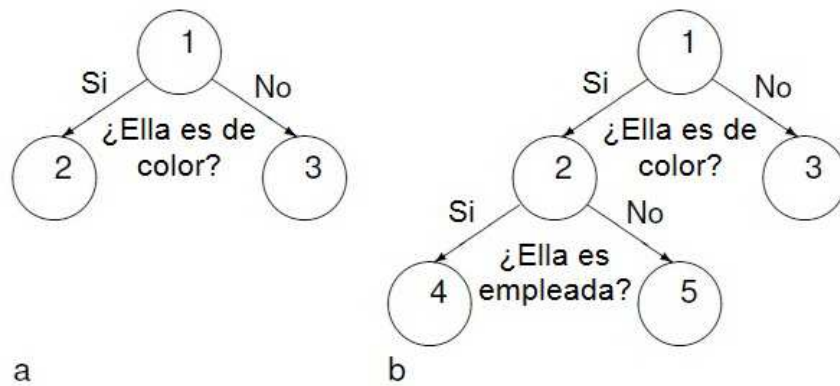 1
Si
No
¿Ella es de
color?
2
3
a
1
Si
No
¿Ella es de
color?
2
3
Si
No
¿Ella es
empleada?
4
5
b